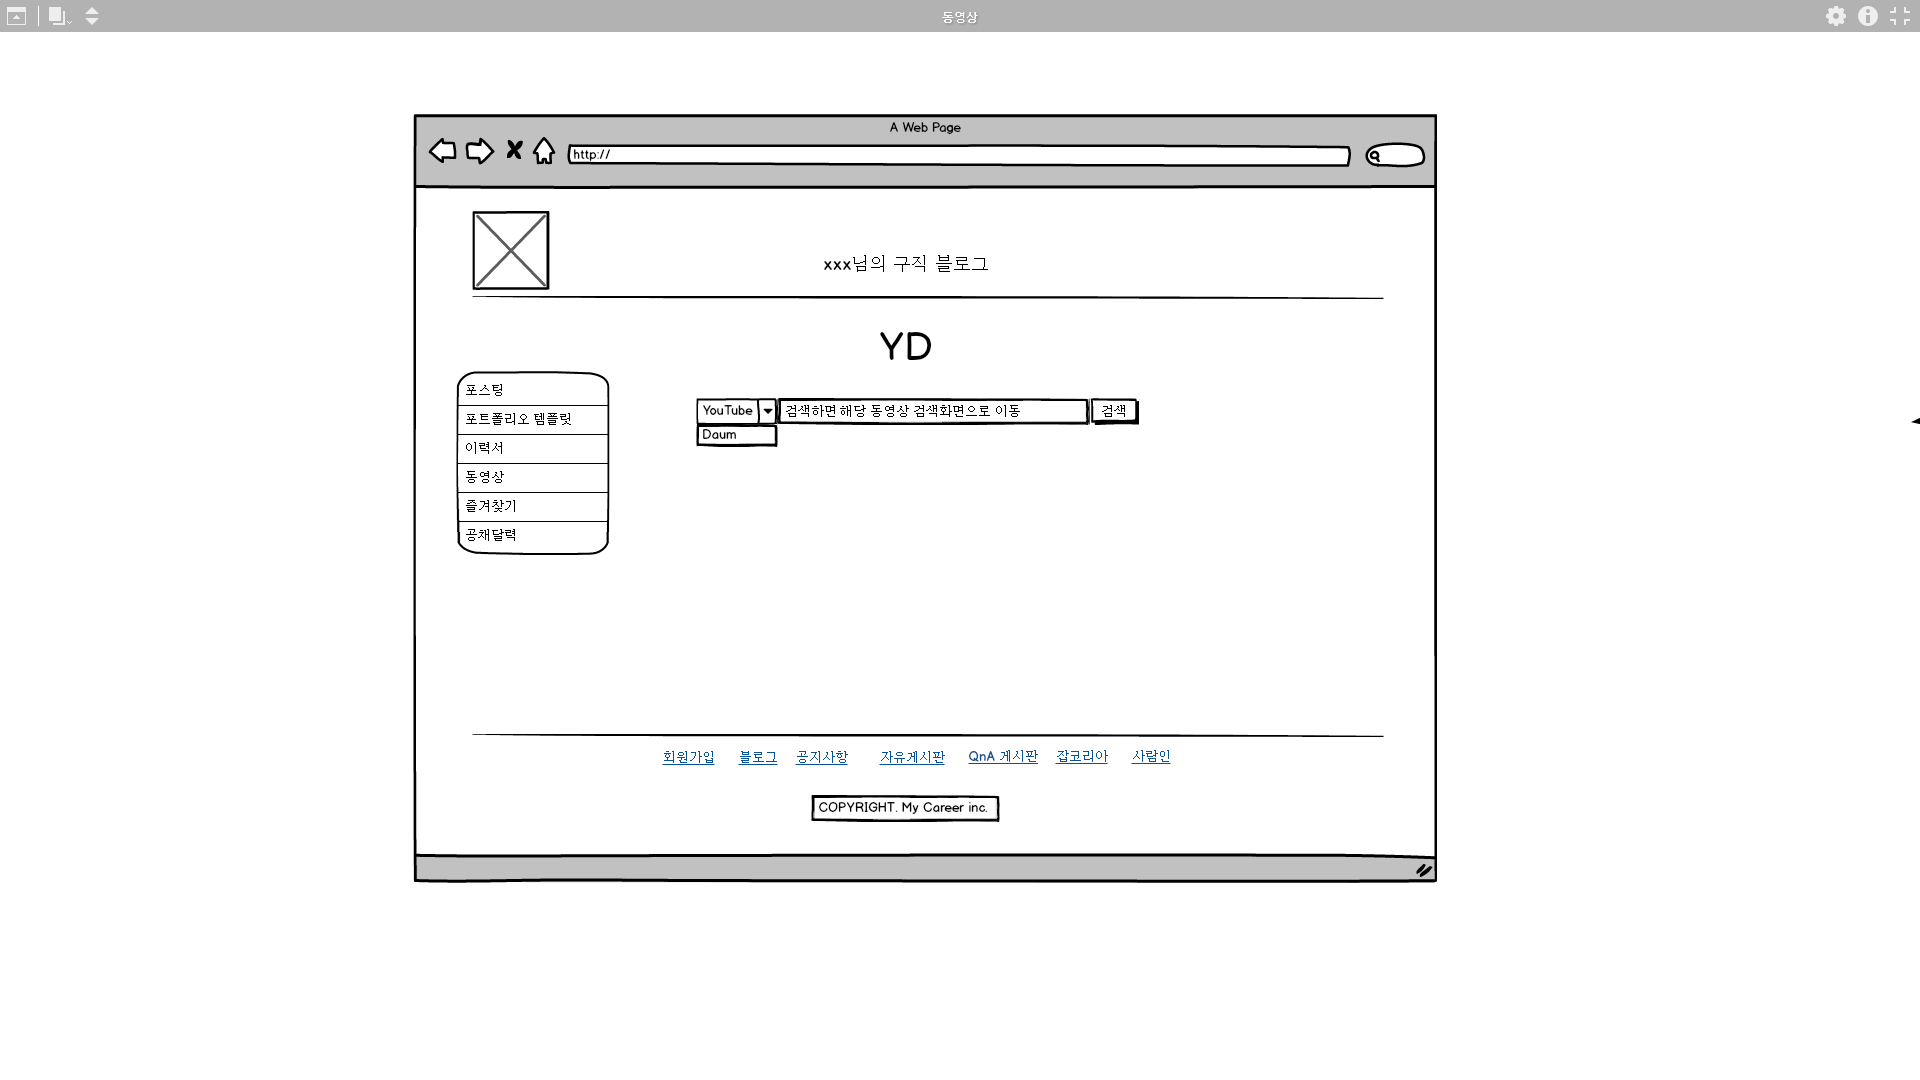 동영상
A Web Page
http://
xxx님의 구직 블로그
YD
포스팅
포트폴리오 템플릿
이력서
동영상
즐겨찾기
공채달력
YouTube 검색하면 해당 동영상 검색화면으로 이동 검색
Daum
회원가입 블로그 공지사항 자유게시판 QnA 게시판 잡코리아 사람인
COPYRIGHT. My Career inc.